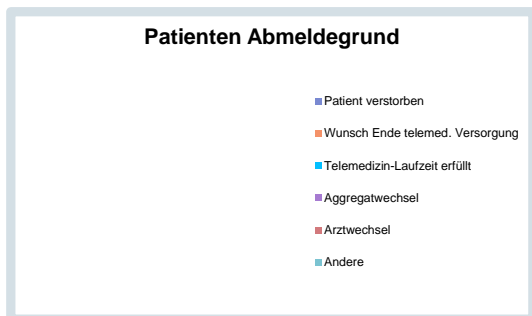 Patienten Abmeldegrund
Patient verstorben
Wunsch Ende telemed. Versorgung
Telemedizin-Laufzeit erfüllt
Aggregatwechsel
Arztwechsel
Andere